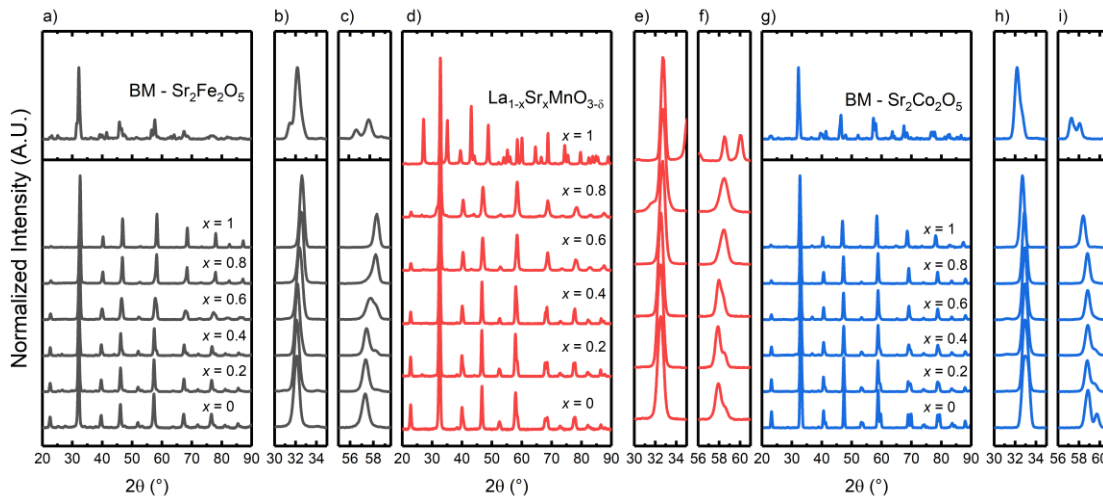 a)
b)
c)
d)
e)
f)
g)
h)
i)
BM - Sr₂Fe₂O₅
La₁₋ₓSrₓMnO₃₋δ
BM - Sr₂Co₂O₅
Normalized Intensity (A.U.)
x = 1
x = 0.8
x = 0.6
x = 0.4
x = 0.2
x = 0
x = 1
x = 0.8
x = 0.6
x = 0.4
x = 0.2
x = 0
x = 1
x = 0.8
x = 0.6
x = 0.4
x = 0.2
x = 0
20 30 40 50 60 70 80 90
30 32 34
56 58
20 30 40 50 60 70 80 90
30 32 34
56 58 60
20 30 40 50 60 70 80 90
30 32 34
56 58 60
2θ (°)
2θ (°)
2θ (°)